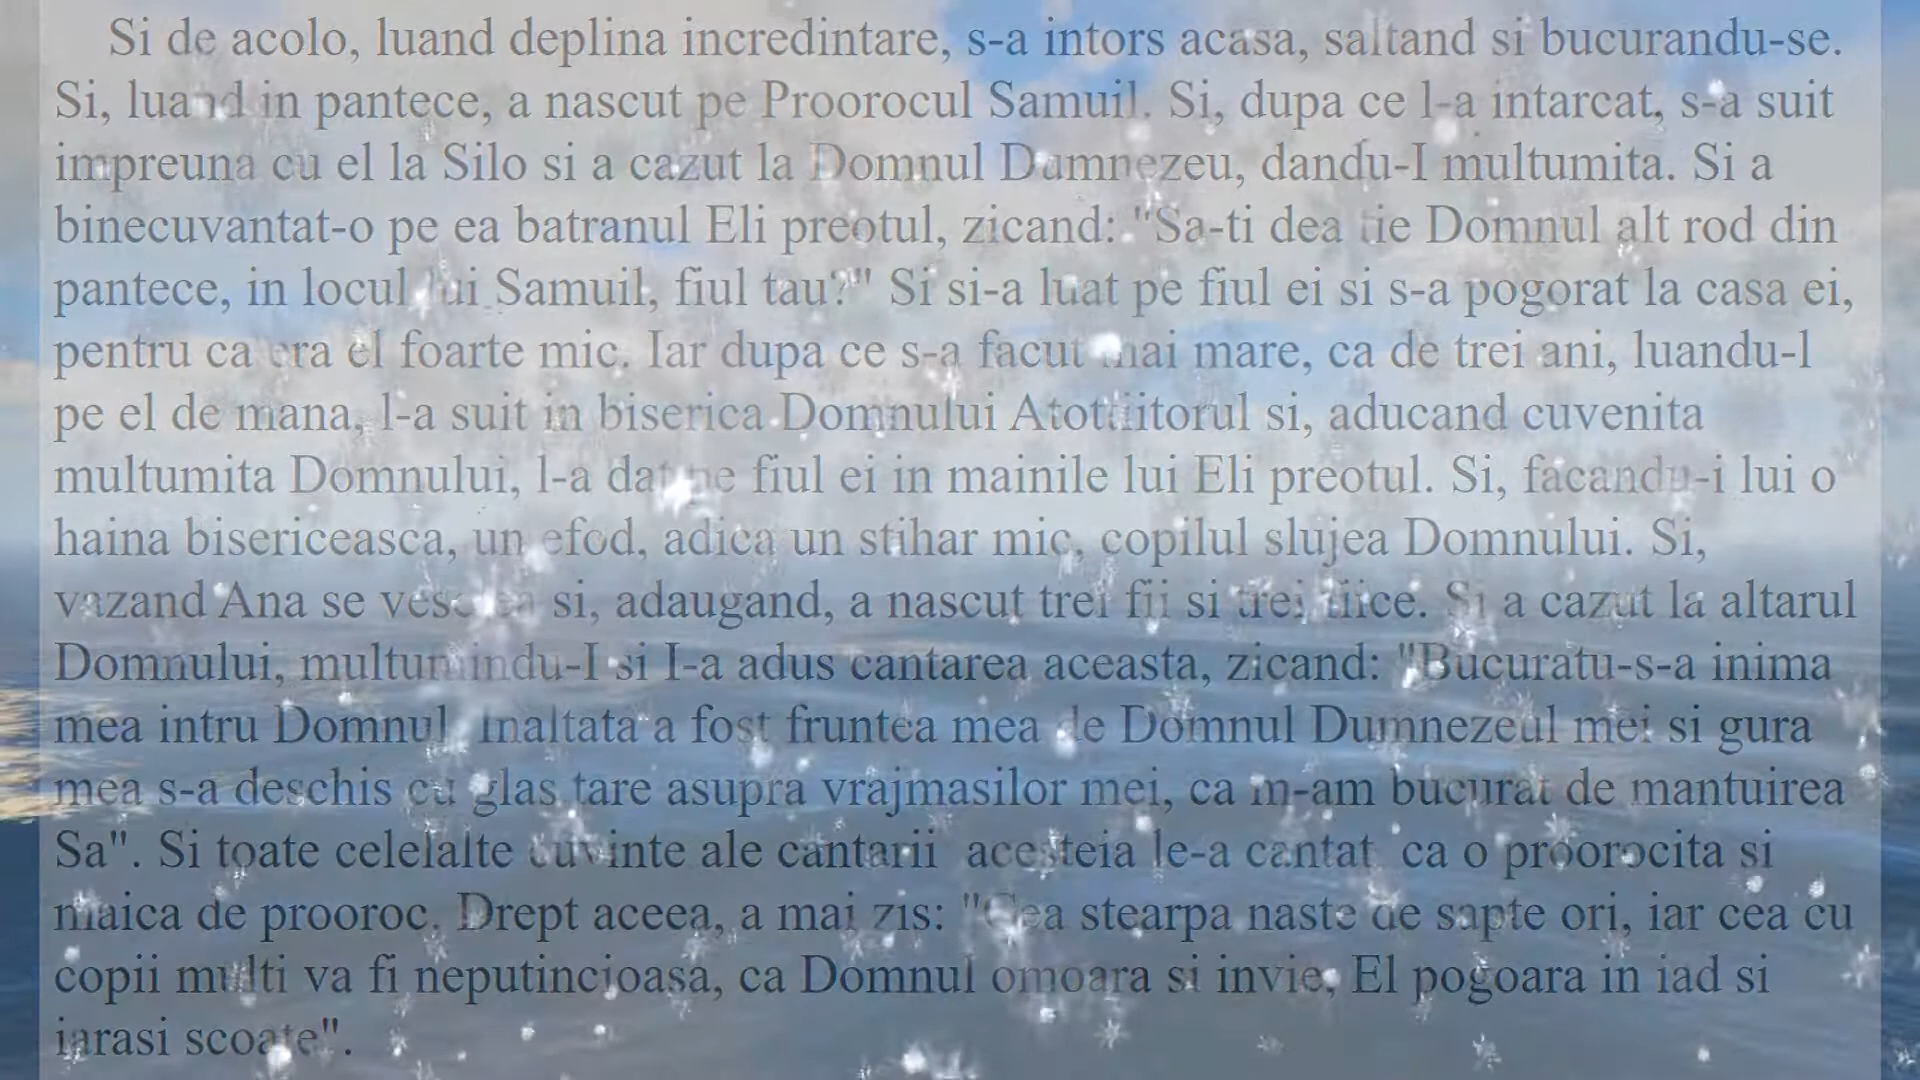 Si de acolo, luand deplina incredintare, s-a intors acasa, saltand si bucurandu-se.
Si, luand in pantece, a nascut pe Proorocul Samuil. Si, dupa ce l-a intarcat, s-a suit
impreuna cu el la Silo si a cazut la Domnul Dumnezeu, dandu-I multumita. Si a
binecuvantat-o pe ea batranul Eli preotul, zicand: "Sa-ti dea tie Domnul alt rod din
pantece, in locul lui Samuil, fiul tau?" Si si-a luat pe fiul ei si s-a pogorat la casa ei,
pentru ca era el foarte mic. Iar dupa ce s-a facut mai mare, ca de trei ani, luandu-l
pe el de mana, l-a suit in biserica Domnului Atottiitorul si, aducand cuvenita
multumita Domnului, l-a dat pe fiul ei in mainile lui Eli preotul. Si, facandu-i lui o
haina bisericeasca, un efod, adica un stihar mic, copilul slujea Domnului. Si,
vazand Ana se veselea si, adaugand, a nascut trei fii si trei fiice. Si a cazut la altarul
Domnului, multumindu-I si I-a adus cantarea aceasta, zicand: "Bucuratu-s-a inima
mea intru Domnul, inaltata a fost fruntea mea de Domnul Dumnezeul mei si gura
mea s-a deschis cu glas tare asupra vrajmasilor mei, ca m-am bucurat de mantuirea
Sa". Si toate celelalte cuvinte ale cantarii acesteia le-a cantat ca o proorocita si
maica de prooroc. Drept aceea, a mai zis: "Cea stearpa naste de sapte ori, iar cea cu
copii multi va fi neputincioasa, ca Domnul omoara si invie, El pogoara in iad si
iarasi scoate".